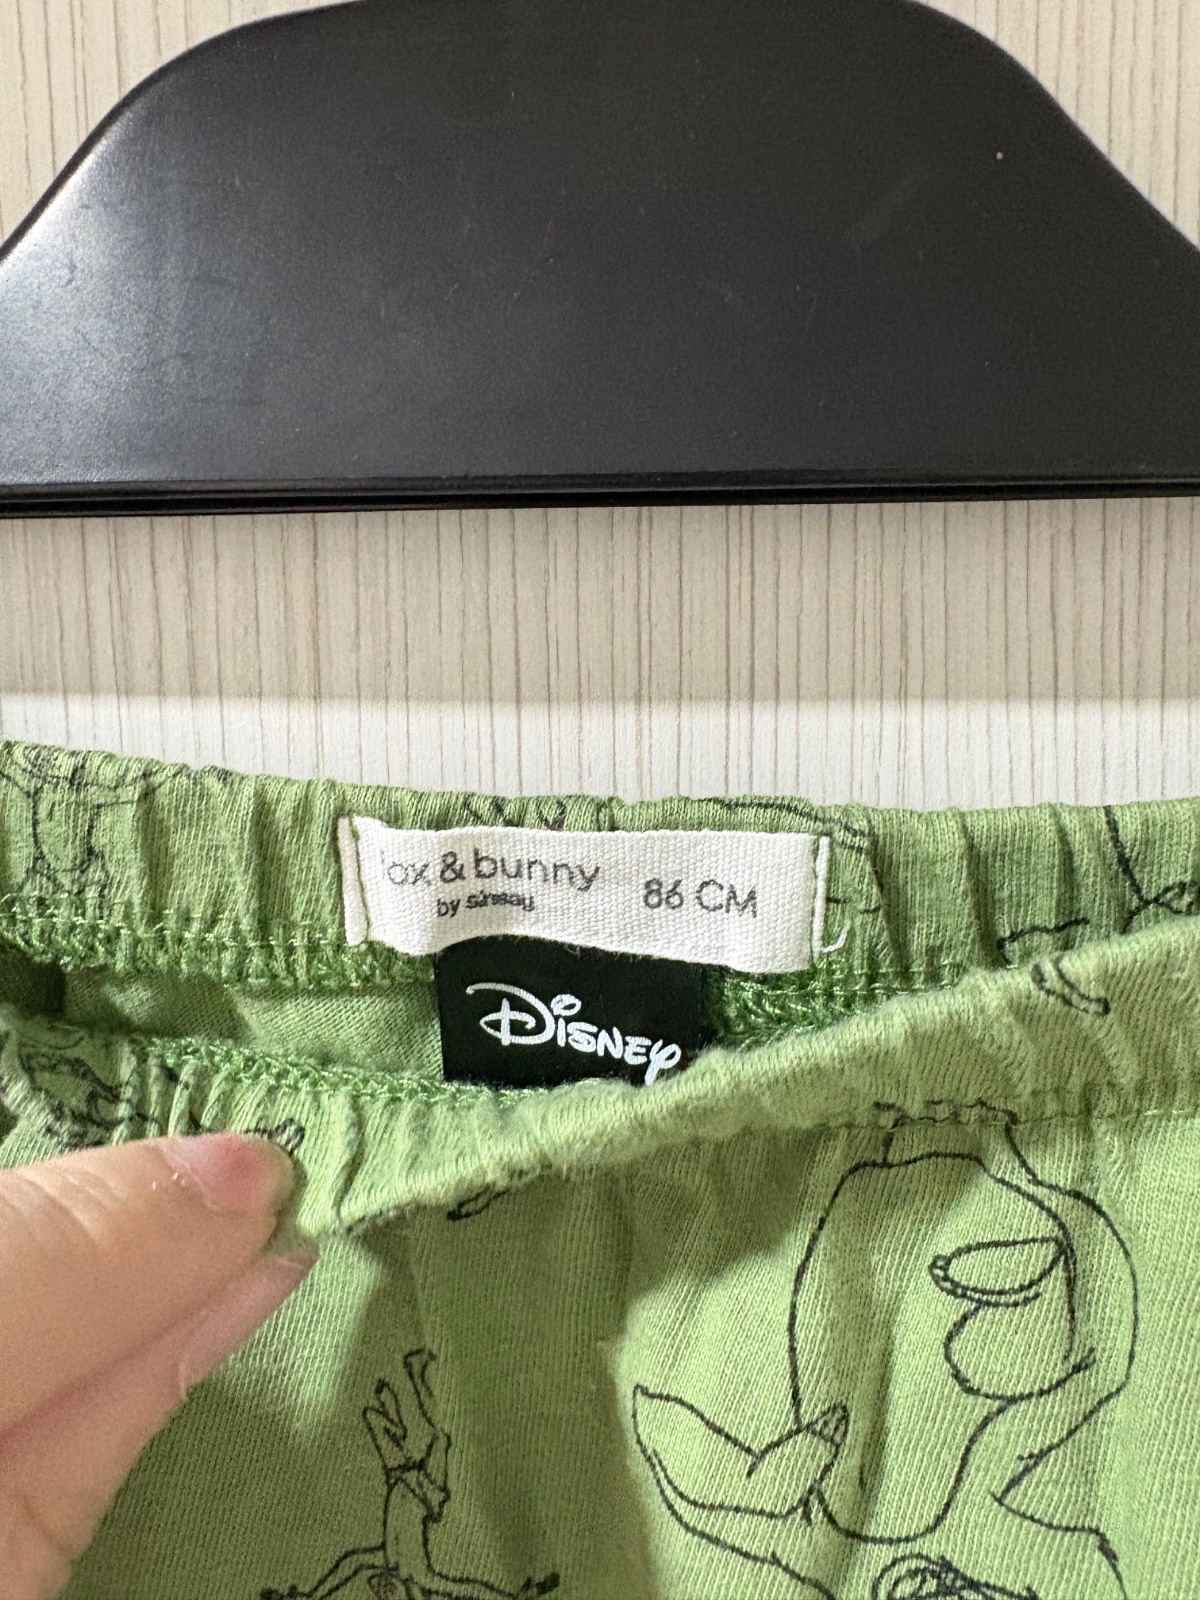 fox & bunny 86 CM
by sinsay
Disney